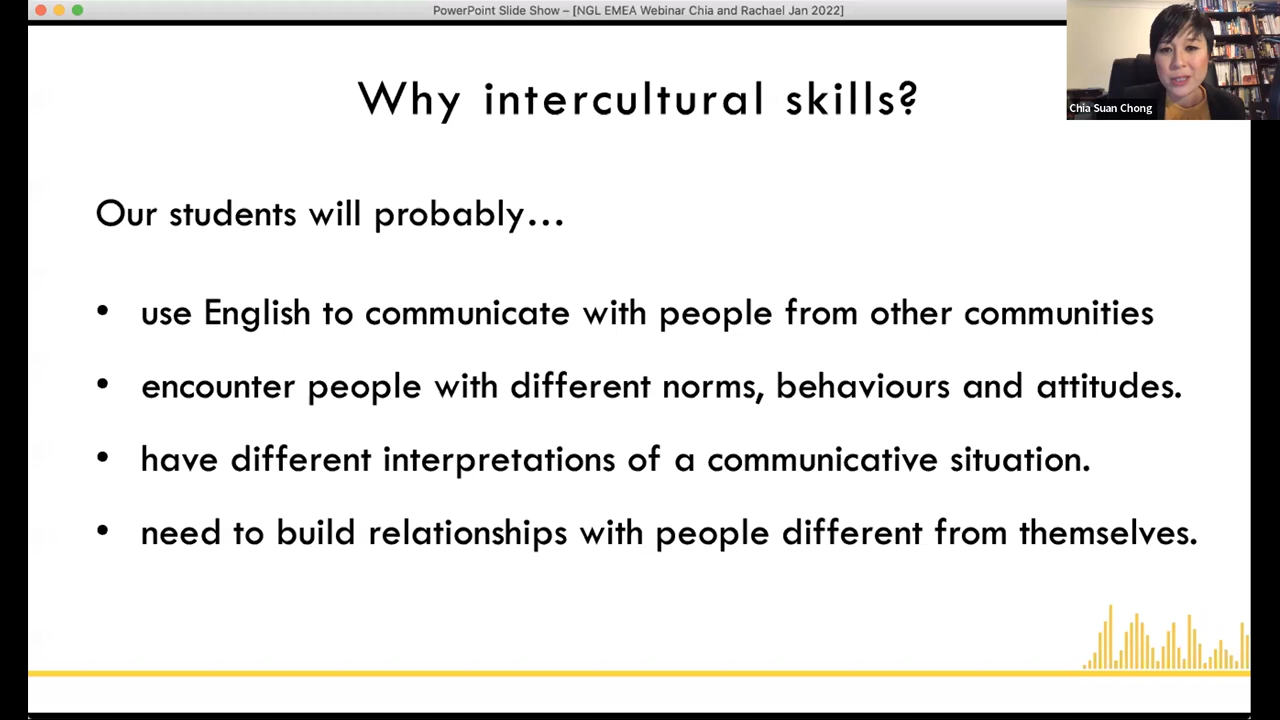 PowerPoint Slide Show – [NGL EMEA Webinar Chia and Rachael Jan 2022]
Chia Suan Chong
Why intercultural skills?
Our students will probably…
• use English to communicate with people from other communities
• encounter people with different norms, behaviours and attitudes.
• have different interpretations of a communicative situation.
• need to build relationships with people different from themselves.